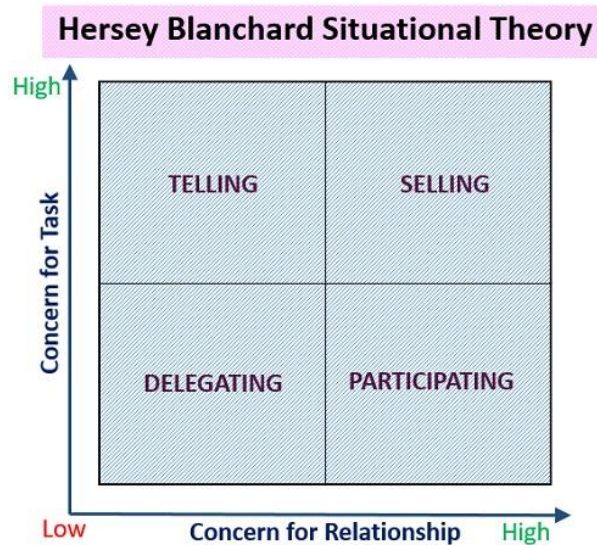 Hersey Blanchard Situational Theory
High
TELLING
SELLING
Concern for Task
DELEGATING
PARTICIPATING
Low
Concern for Relationship
High